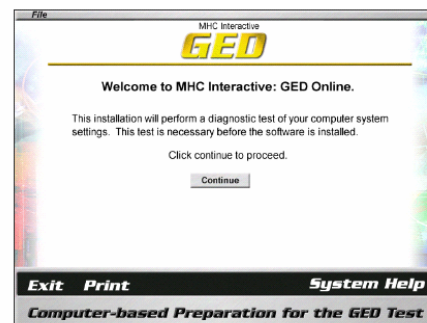 File
MHC Interactive
GED
Welcome to MHC Interactive: GED Online.
This installation will perform a diagnostic test of your computer system
settings. This test is necessary before the software is installed.
Click continue to proceed.
Continue
Exit Print System Help
Computer-based Preparation for the GED Test